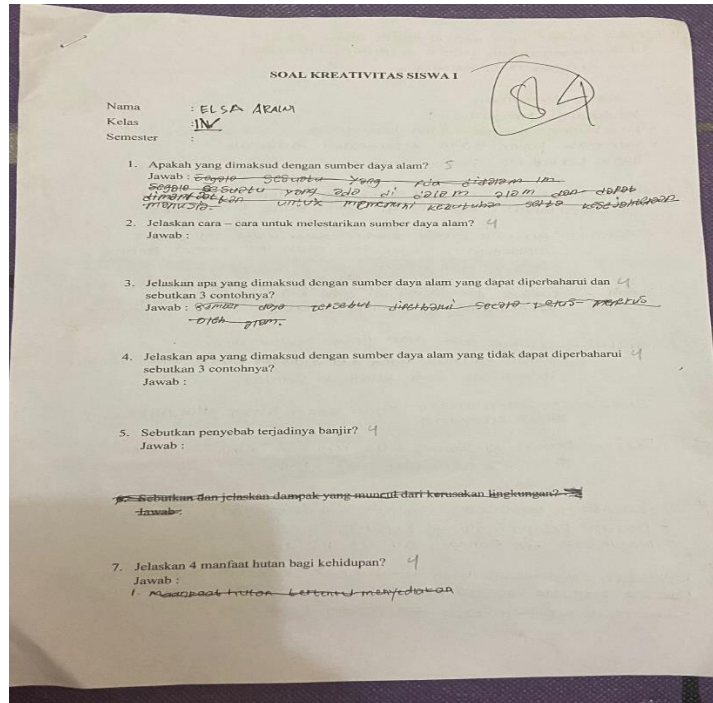 SOAL KREATIVITAS SISWA I
84
Nama : ELSA ARAINI
Kelas : IV
Semester :
1. Apakah yang dimaksud dengan sumber daya alam? 5
Jawab : Segala sesuatu yang ada didalam
Segala sesuatu yang ada di dalam alam dan dapat
dimanfaatkan untuk memenuhi kebutuhan serta kesejahteraan
manusia.
2. Jelaskan cara – cara untuk melestarikan sumber daya alam? 4
Jawab :
3. Jelaskan apa yang dimaksud dengan sumber daya alam yang dapat diperbaharui dan 4
sebutkan 3 contohnya?
Jawab : Sumber daya tersebut diperbarui secara terus-
oleh alam.
4. Jelaskan apa yang dimaksud dengan sumber daya alam yang tidak dapat diperbaharui 4
sebutkan 3 contohnya?
Jawab :
5. Sebutkan penyebab terjadinya banjir? 4
Jawab :
6. Sebutkan dan jelaskan dampak yang muncul dari kerusakan lingkungan?
Jawab :
7. Jelaskan 4 manfaat hutan bagi kehidupan? 4
Jawab :
1. hutan menyediakan